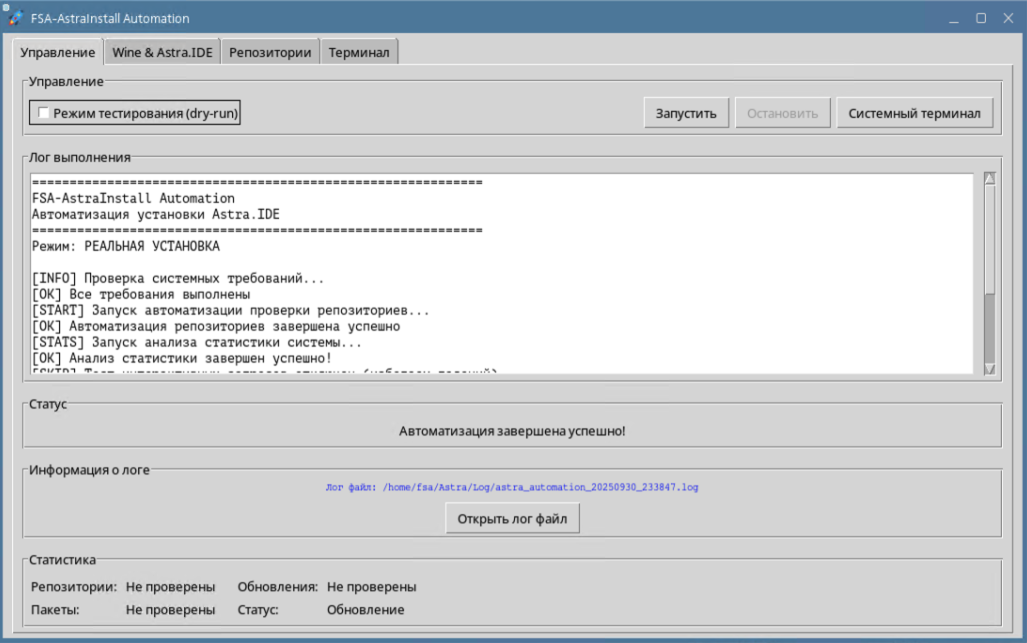 FSA-AstraInstall Automation
Управление Wine & Astra.IDE Репозитории Терминал
Управление
Режим тестирования (dry-run) Запустить Остановить Системный терминал
Лог выполнения
============================================================
FSA-AstraInstall Automation
Автоматизация установки Astra.IDE
============================================================
Режим: РЕАЛЬНАЯ УСТАНОВКА
[INFO] Проверка системных требований...
[OK] Все требования выполнены
[START] Запуск автоматизации проверки репозиториев...
[OK] Автоматизация репозиториев завершена успешно
[STATS] Запуск анализа статистики системы...
[OK] Анализ статистики завершен успешно!
[SKIP] Тест интерактивных
Статус
Автоматизация завершена успешно!
Информация о логе
Лог файл: /home/fsa/Astra/Log/astra_automation_20250930_233847.log
Открыть лог файл
Статистика
Репозитории: Не проверены Обновления: Не проверены
Пакеты: Не проверены Статус: Обновление